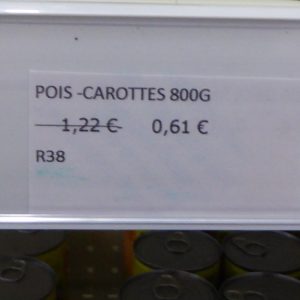 POIS -CAROTTES 800G
1,22 € 0,61 €
R38